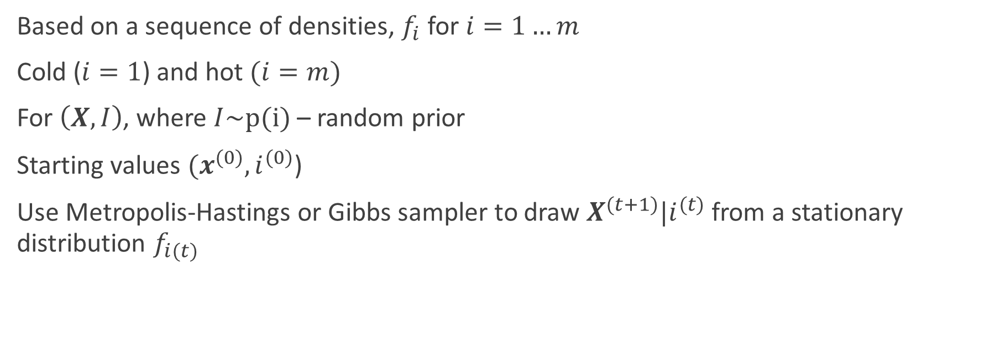 Based on a sequence of densities, $f_i$ for $i = 1 \ldots m$
Cold ($i = 1$) and hot $(i = m)$
For $(\boldsymbol{X}, I)$, where $I \sim \mathrm{p(i)}$ – random prior
Starting values $(\boldsymbol{x}^{(0)}, i^{(0)})$
Use Metropolis-Hastings or Gibbs sampler to draw $\boldsymbol{X}^{(t+1)}|i^{(t)}$ from a stationary
distribution $f_{i(t)}$